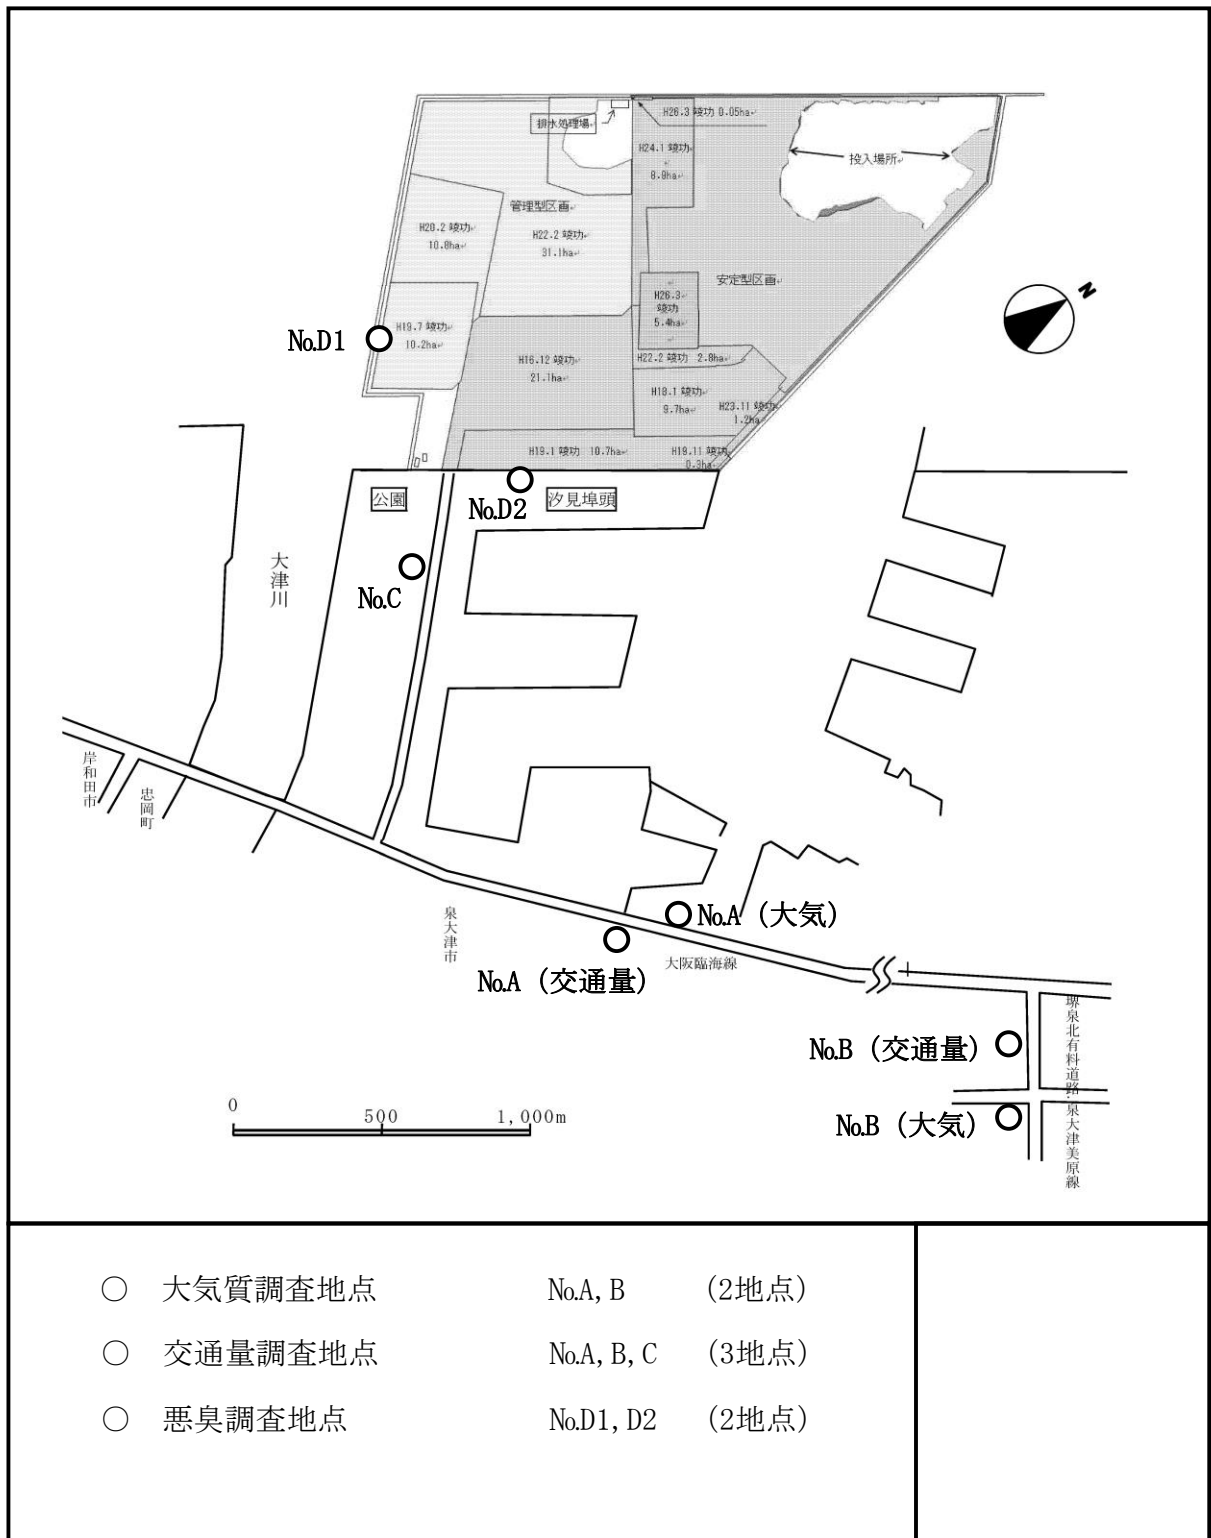 H26.3 竣功 0.05ha
排水処理場
H24.1 竣功
8.8ha
投入場所
管理型区画
H20.2 竣功
10.8ha
H22.2 竣功
31.1ha
安定型区画
H26.3
竣功
5.4ha
N
No.D1
H19.7 竣功
10.2ha
H16.12 竣功
21.1ha
H22.2 竣功 2.8ha
H18.1 竣功
9.7ha
H23.11 竣功
1.2ha
H19.1 竣功 10.7ha
H19.11 竣功
0.3ha
公園
No.D2
汐見埠頭
大津川
No.C
岸和田市
忠岡町
泉大津市
No.A (大気)
No.A (交通量)
大阪臨海線
No.B (交通量)
堺泉北有料道路・泉大津美原線
No.B (大気)
0 500 1,000m
○ 大気質調査地点 No.A, B (2地点)
○ 交通量調査地点 No.A, B, C (3地点)
○ 悪臭調査地点 No.D1, D2 (2地点)